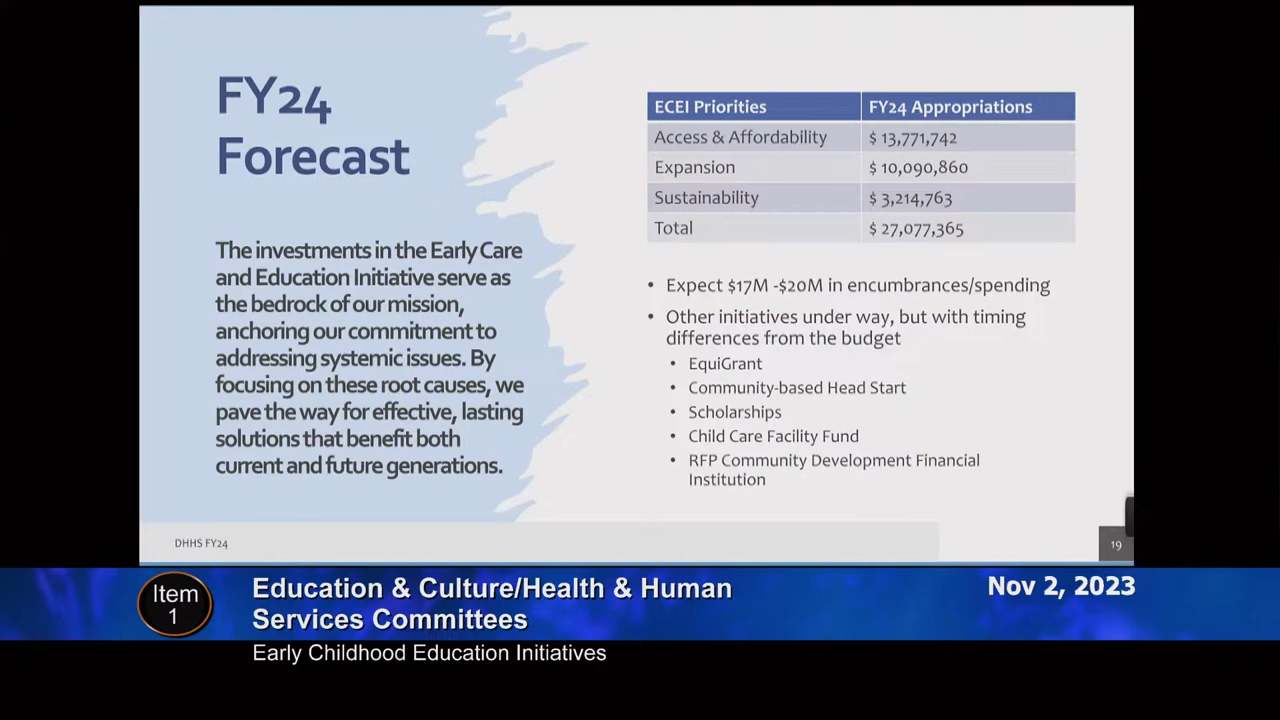 FY24
Forecast
The investments in the Early Care
and Education Initiative serve as
the bedrock of our mission,
anchoring our commitment to
addressing systemic issues. By
focusing on these root causes, we
pave the way for effective, lasting
solutions that benefit both
current and future generations.
ECEI Priorities FY24 Appropriations
Access & Affordability $ 13,771,742
Expansion $ 10,090,860
Sustainability $ 3,214,763
Total $ 27,077,365
• Expect $17M -$20M in encumbrances/spending
• Other initiatives under way, but with timing
differences from the budget
• EquiGrant
• Community-based Head Start
• Scholarships
• Child Care Facility Fund
• RFP Community Development Financial
Institution
DHHS FY24
19
Item
1
Education & Culture/Health & Human
Services Committees
Nov 2, 2023
Early Childhood Education Initiatives